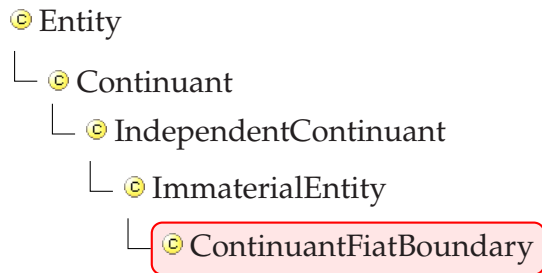 © Entity
© Continuant
© IndependentContinuant
© ImmaterialEntity
© ContinuantFiatBoundary